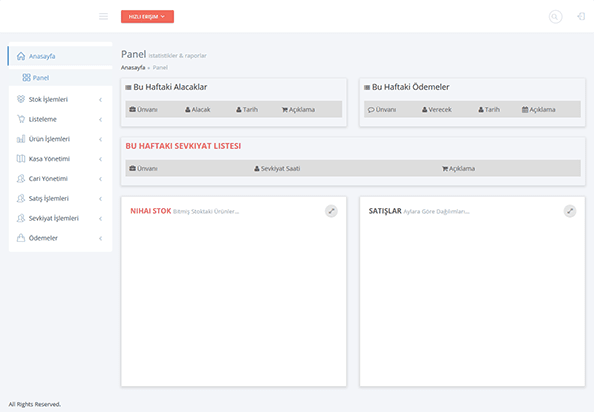 HIZLI ERİŞİM
Anasayfa
Panel
Stok İşlemleri
Listeleme
Ürün İşlemleri
Kasa Yönetimi
Cari Yönetimi
Satış İşlemleri
Sevkiyat İşlemleri
Ödemeler
Panel istatistikler & raporlar
Anasayfa » Panel
Bu Haftaki Alacaklar
Ünvanı Alacak Tarih Açıklama
Bu Haftaki Ödemeler
Ünvanı Verecek Tarih Açıklama
BU HAFTAKI SEVKIYAT LISTESI
Ünvanı Sevkiyat Saati Açıklama
NIHAI STOK Bitmiş Stoktaki Ürünler...
SATIŞLAR Aylara Göre Dağılımları...
All Rights Reserved.